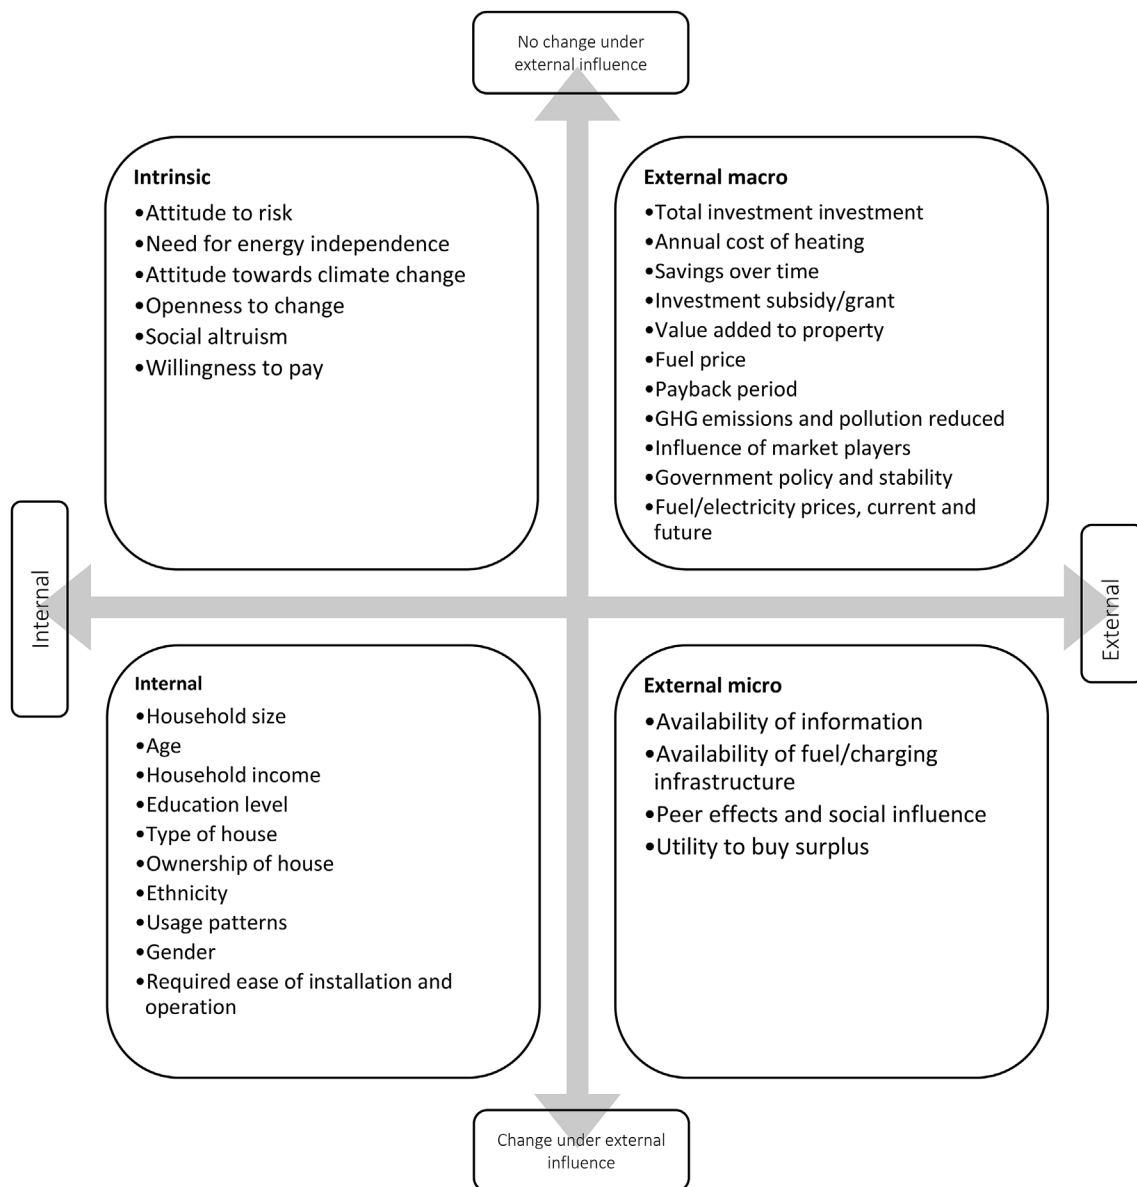 No change under
external influence
Intrinsic
•Attitude to risk
•Need for energy independence
•Attitude towards climate change
•Openness to change
•Social altruism
•Willingness to pay
External macro
•Total investment investment
•Annual cost of heating
•Savings over time
•Investment subsidy/grant
•Value added to property
•Fuel price
•Payback period
•GHG emissions and pollution reduced
•Influence of market players
•Government policy and stability
•Fuel/electricity prices, current and
future
Internal
External
Internal
•Household size
•Age
•Household income
•Education level
•Type of house
•Ownership of house
•Ethnicity
•Usage patterns
•Gender
•Required ease of installation and
operation
External micro
•Availability of information
•Availability of fuel/charging
infrastructure
•Peer effects and social influence
•Utility to buy surplus
Change under external
influence